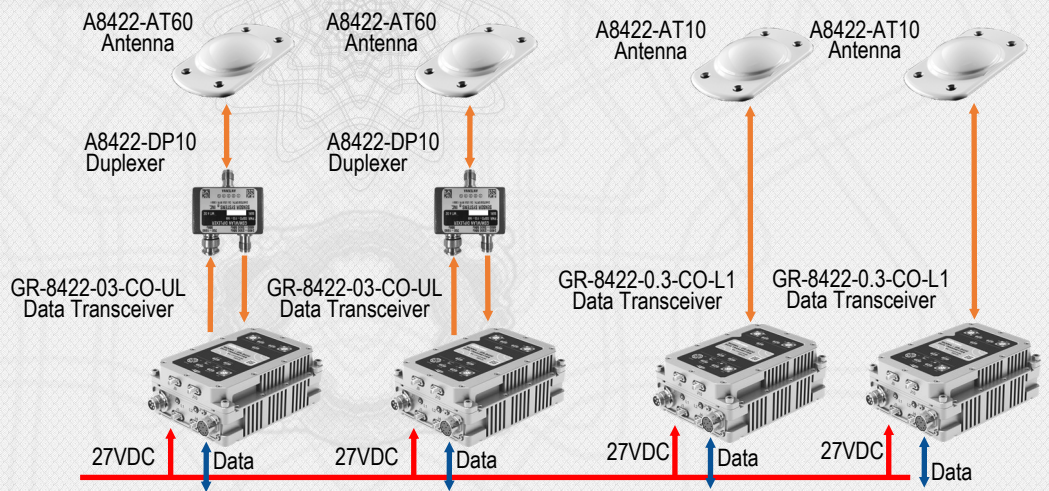 A8422-AT60
Antenna
A8422-AT60
Antenna
A8422-AT10
Antenna
A8422-AT10
Antenna
A8422-DP10
Duplexer
A8422-DP10
Duplexer
GR-8422-03-CO-UL
Data Transceiver
GR-8422-03-CO-UL
Data Transceiver
GR-8422-0.3-CO-L1
Data Transceiver
GR-8422-0.3-CO-L1
Data Transceiver
27VDC
Data
27VDC
Data
27VDC
Data
27VDC
Data